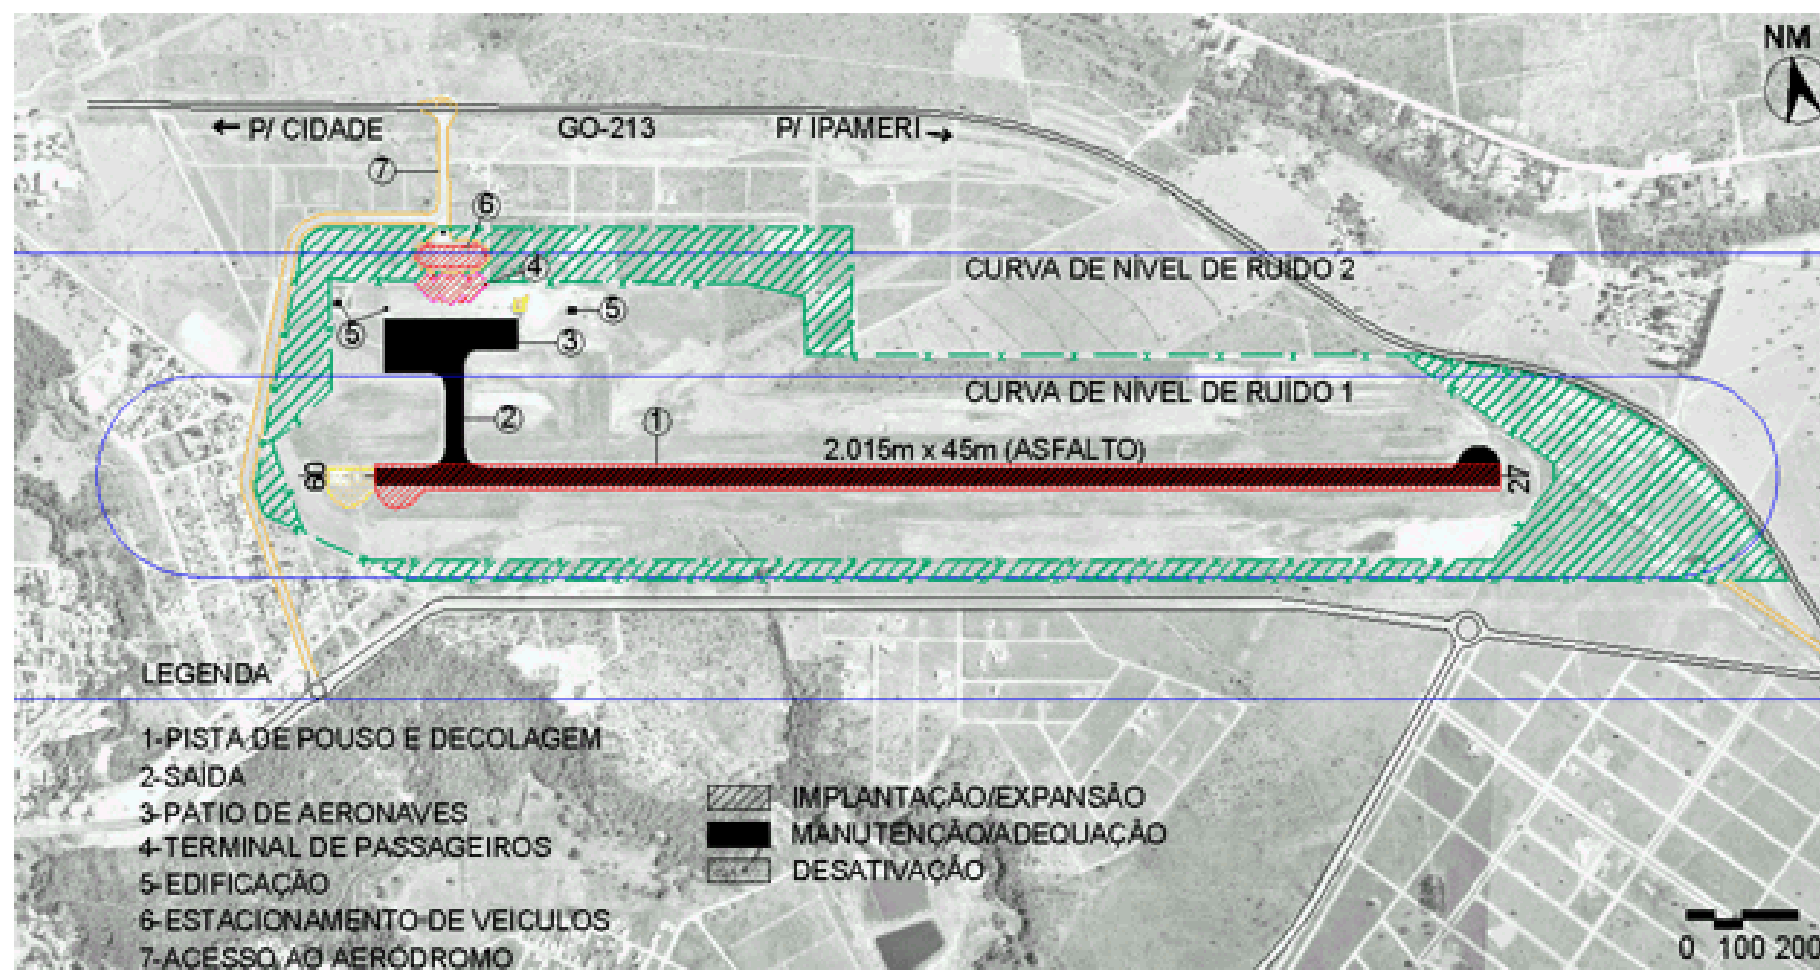 NM
← P/ CIDADE
GO-213
P/ IPAMERI →
7
6
CURVA DE NÍVEL DE RUÍDO 2
4
5
5
3
CURVA DE NÍVEL DE RUÍDO 1
2
1
2.015m x 45m (ASFALTO)
27
LEGENDA
1-PISTA DE POUSO E DECOLAGEM
2-SAÍDA
3-PATIO DE AERONAVES
4-TERMINAL DE PASSAGEIROS
5-EDIFICAÇÃO
6-ESTACIONAMENTO DE VEÍCULOS
7-ACESSO AO AERÓDROMO
IMPLANTAÇÃO/EXPANSÃO
MANUTENÇÃO/ADEQUAÇÃO
DESATIVAÇÃO
0 100 200